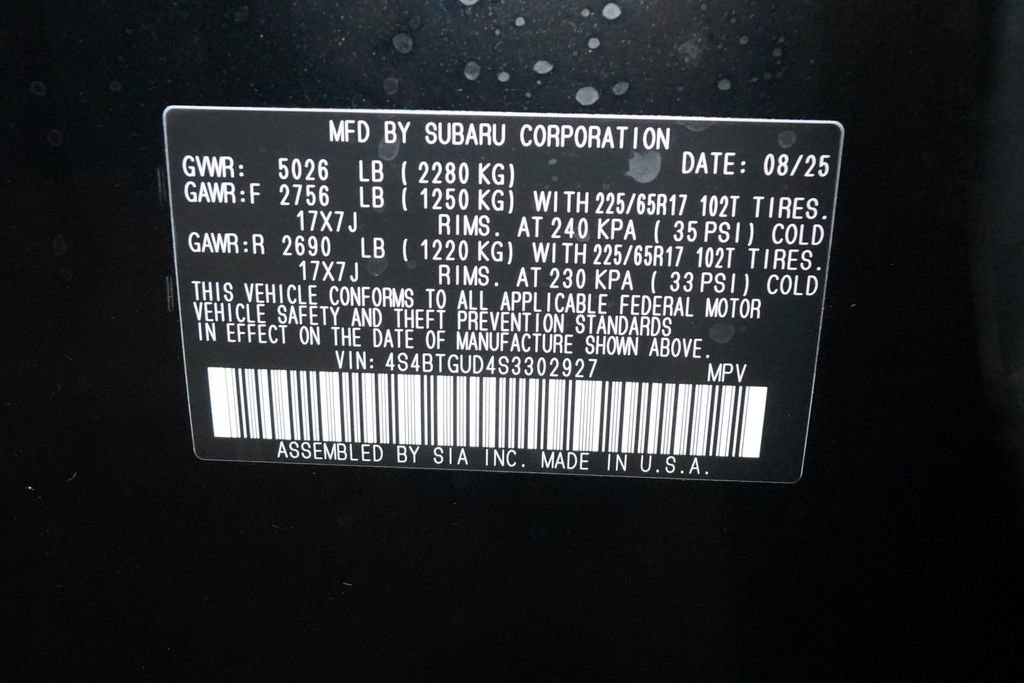 MFD BY SUBARU CORPORATION
GVWR: 5026 LB ( 2280 KG) DATE: 08/25
GAWR:F 2756 LB ( 1250 KG) WITH 225/65R17 102T TIRES.
17X7J RIMS. AT 240 KPA ( 35 PSI) COLD
GAWR:R 2690 LB ( 1220 KG) WITH 225/65R17 102T TIRES.
17X7J RIMS. AT 230 KPA ( 33 PSI) COLD
THIS VEHICLE CONFORMS TO ALL APPLICABLE FEDERAL MOTOR
VEHICLE SAFETY AND THEFT PREVENTION STANDARDS
IN EFFECT ON THE DATE OF MANUFACTURE SHOWN ABOVE.
VIN: 4S4BTGUD4S3302927 MPV
ASSEMBLED BY SIA INC. MADE IN U.S.A.